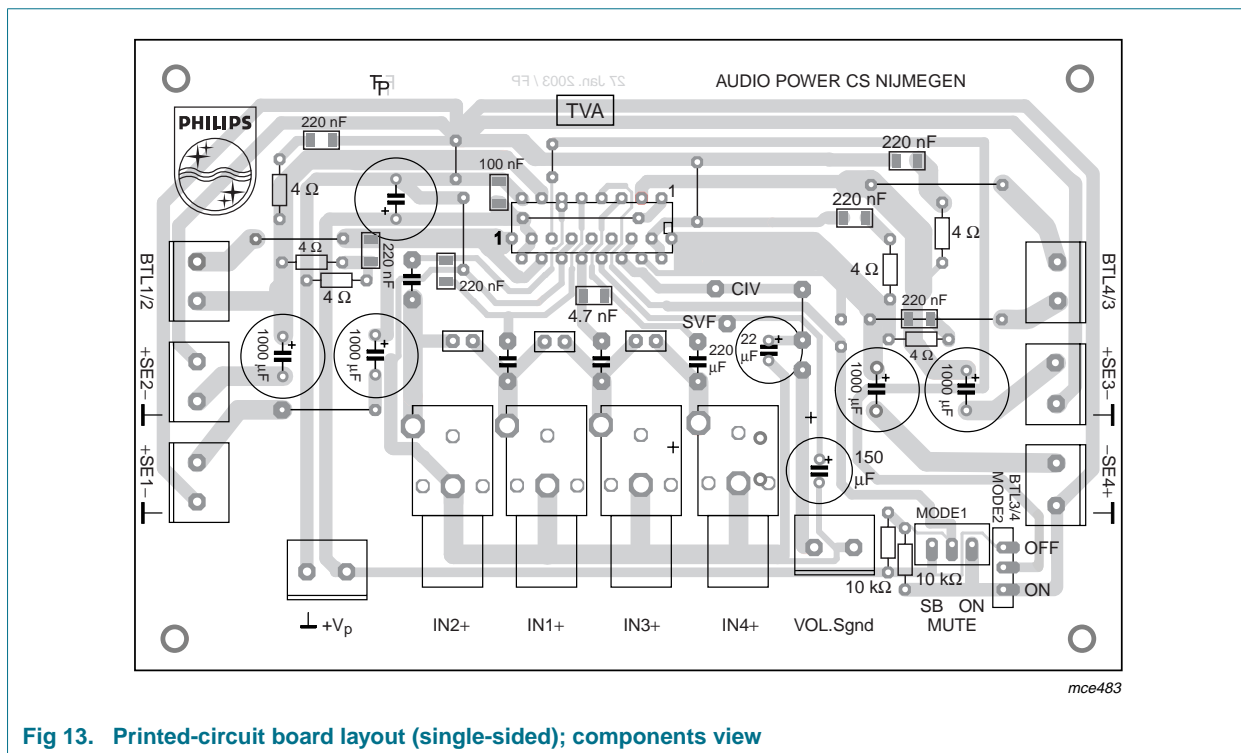 27 Jan. 2003 / FP
AUDIO POWER CS NIJMEGEN
TVA
PHILIPS
220 nF
100 nF
220 nF
4 Ω
1
220 nF
4 Ω
1
BTL1/2
4 Ω
220 nF
4 Ω
BTL4/3
4 Ω
220 nF
CIV
220 nF
4.7 nF
SVF
22
μF
+SE2-
1000 μF
+
1000 μF
+
220
μF
4 Ω
1000 μF
+
1000 μF
+
+SE3-
+SE1-
+
+
+
150
μF
−SE4+
BTL3/4
MODE2
MODE1
OFF
10 kΩ
10 kΩ
ON
SB ON
MUTE
+Vp
IN2+
IN1+
IN3+
IN4+
VOL.Sgnd
mce483
Fig 13. Printed-circuit board layout (single-sided); components view